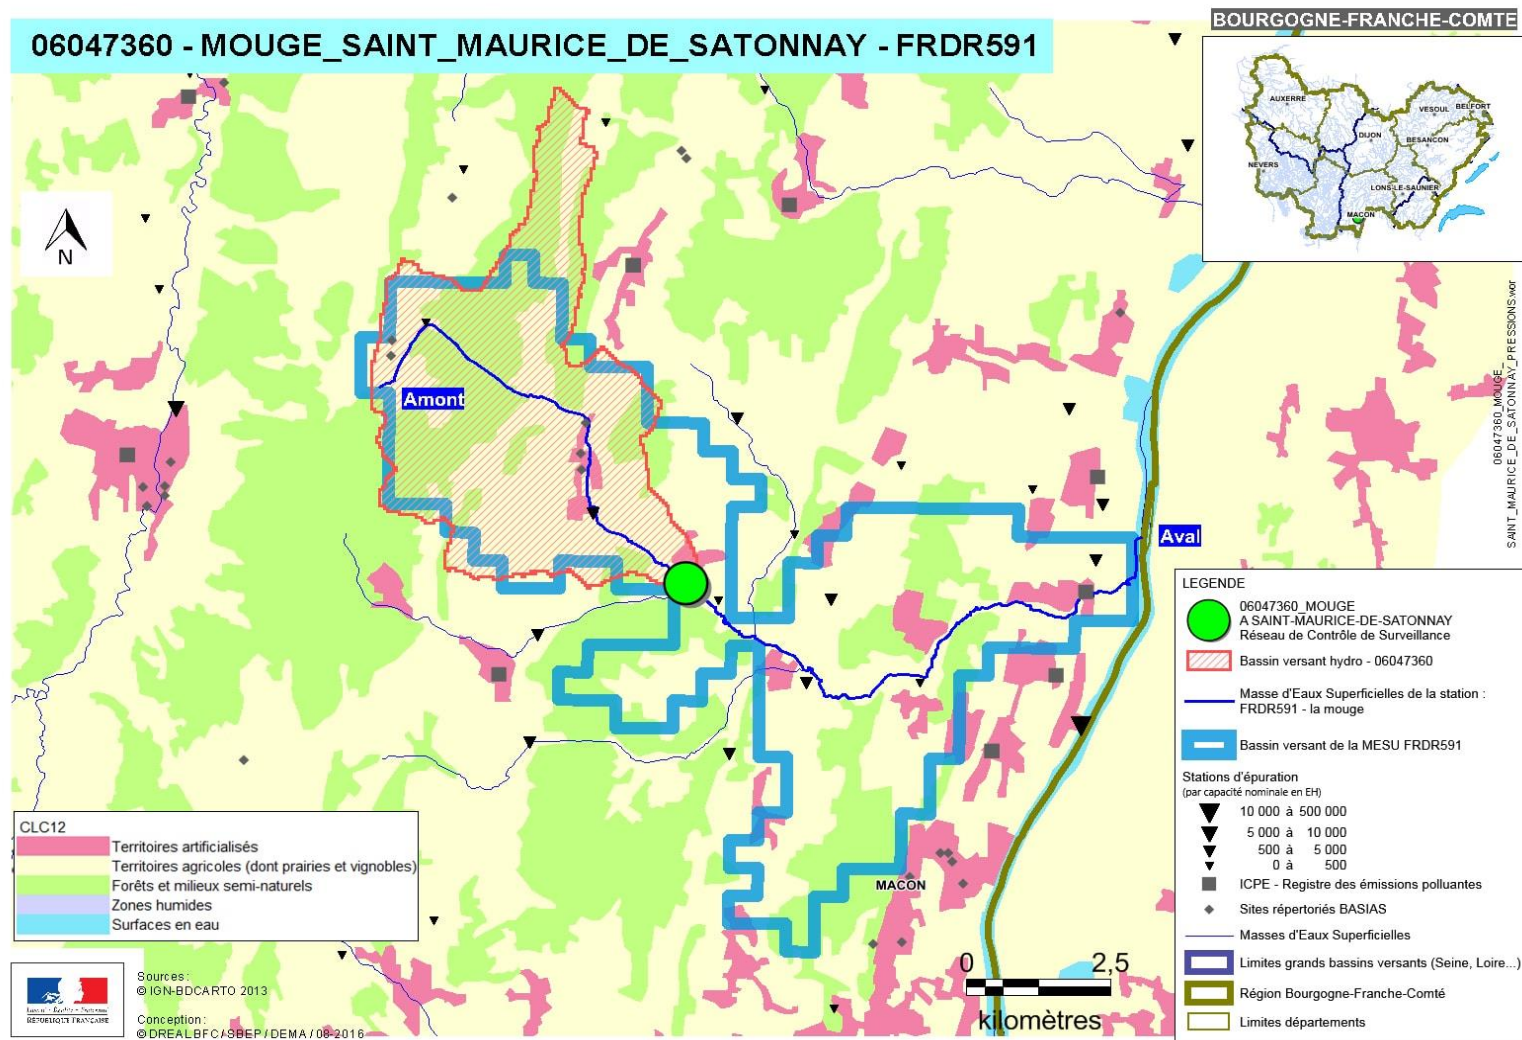 BOURGOGNE-FRANCHE-COMTE
06047360 - MOUGE_SAINT_MAURICE_DE_SATONNAY - FRDR591
AUXERRE
VESOUL
BELFORT
DIJON
BESANCON
NEVERS
LONS-LE-SAUNIER
MACON
N
Amont
Aval
MACON
06047360_MOUGE_
SAINT_MAURICE_DE_SATONNAY_PRESSIONS.wor
LEGENDE
06047360_MOUGE
A SAINT-MAURICE-DE-SATONNAY
Réseau de Contrôle de Surveillance
Bassin versant hydro - 06047360
Masse d'Eaux Superficielles de la station :
FRDR591 - la mouge
Bassin versant de la MESU FRDR591
Stations d'épuration
(par capacité nominale en EH)
10 000 à 500 000
5 000 à 10 000
500 à 5 000
0 à 500
ICPE - Registre des émissions polluantes
Sites répertoriés BASIAS
Masses d'Eaux Superficielles
Limites grands bassins versants (Seine, Loire...)
Région Bourgogne-Franche-Comté
Limites départements
CLC12
Territoires artificialisés
Territoires agricoles (dont prairies et vignobles)
Forêts et milieux semi-naturels
Zones humides
Surfaces en eau
0 2,5
kilomètres
Liberté • Égalité • Fraternité
RÉPUBLIQUE FRANÇAISE
Sources :
© IGN-BDCARTO 2013
Conception :
© DREAL BFC / SBEP / DEMA / 08-2016